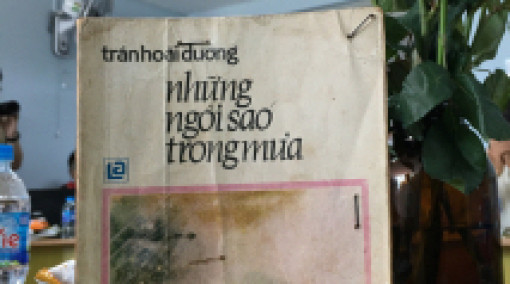 trần hoài dương
những
ngôi sao
trong mưa